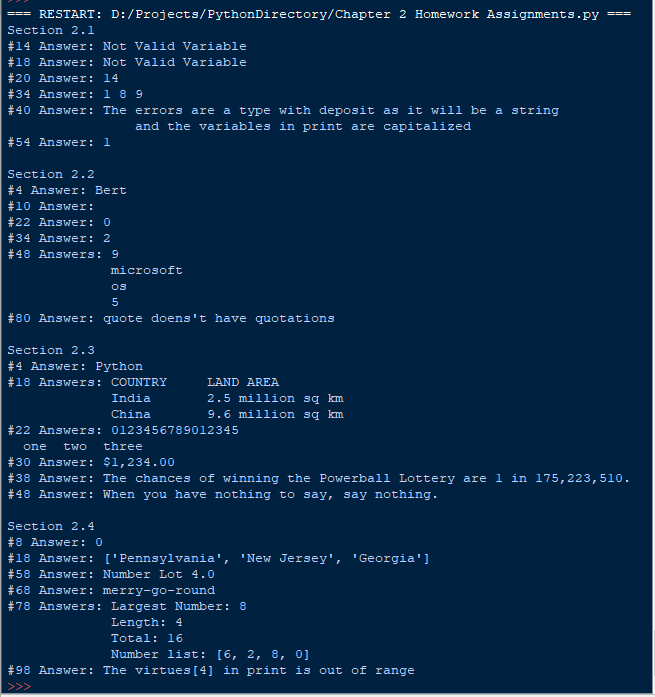 >>>
=== RESTART: D:/Projects/PythonDirectory/Chapter 2 Homework Assignments.py ===
Section 2.1
#14 Answer: Not Valid Variable
#18 Answer: Not Valid Variable
#20 Answer: 14
#34 Answer: 1 8 9
#40 Answer: The errors are a type with deposit as it will be a string
                and the variables in print are capitalized
#54 Answer: 1

Section 2.2
#4 Answer: Bert
#10 Answer:
#22 Answer: 0
#34 Answer: 2
#48 Answers: 9
             microsoft
             os
             5
#80 Answer: quote doens't have quotations

Section 2.3
#4 Answer: Python
#18 Answers: COUNTRY     LAND AREA
             India       2.5 million sq km
             China       9.6 million sq km
#22 Answers: 0123456789012345
  one  two  three
#30 Answer: $1,234.00
#38 Answer: The chances of winning the Powerball Lottery are 1 in 175,223,510.
#48 Answer: When you have nothing to say, say nothing.

Section 2.4
#8 Answer: 0
#18 Answer: ['Pennsylvania', 'New Jersey', 'Georgia']
#58 Answer: Number Lot 4.0
#68 Answer: merry-go-round
#78 Answers: Largest Number: 8
             Length: 4
             Total: 16
             Number list: [6, 2, 8, 0]
#98 Answer: The virtues[4] in print is out of range
>>>